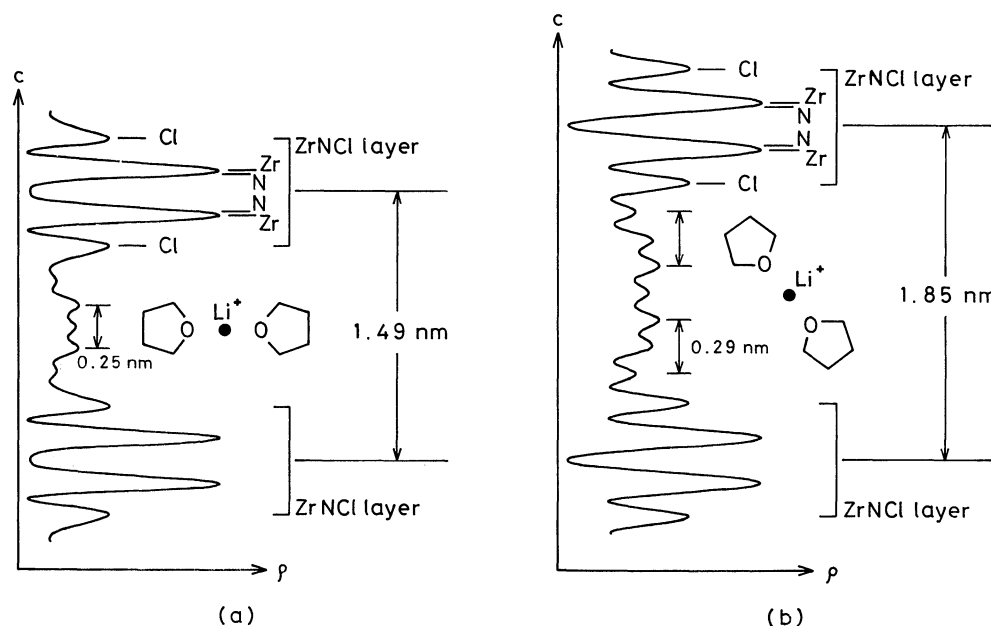 c
Cl
ZrNCl layer
Zr
N
N
Zr
Cl
Li⁺
O
O
1.49 nm
0.25 nm
ZrNCl layer
ρ
(a)
c
Cl
ZrNCl layer
Zr
N
N
Zr
Cl
O
Li⁺
1.85 nm
O
0.29 nm
ZrNCl layer
ρ
(b)